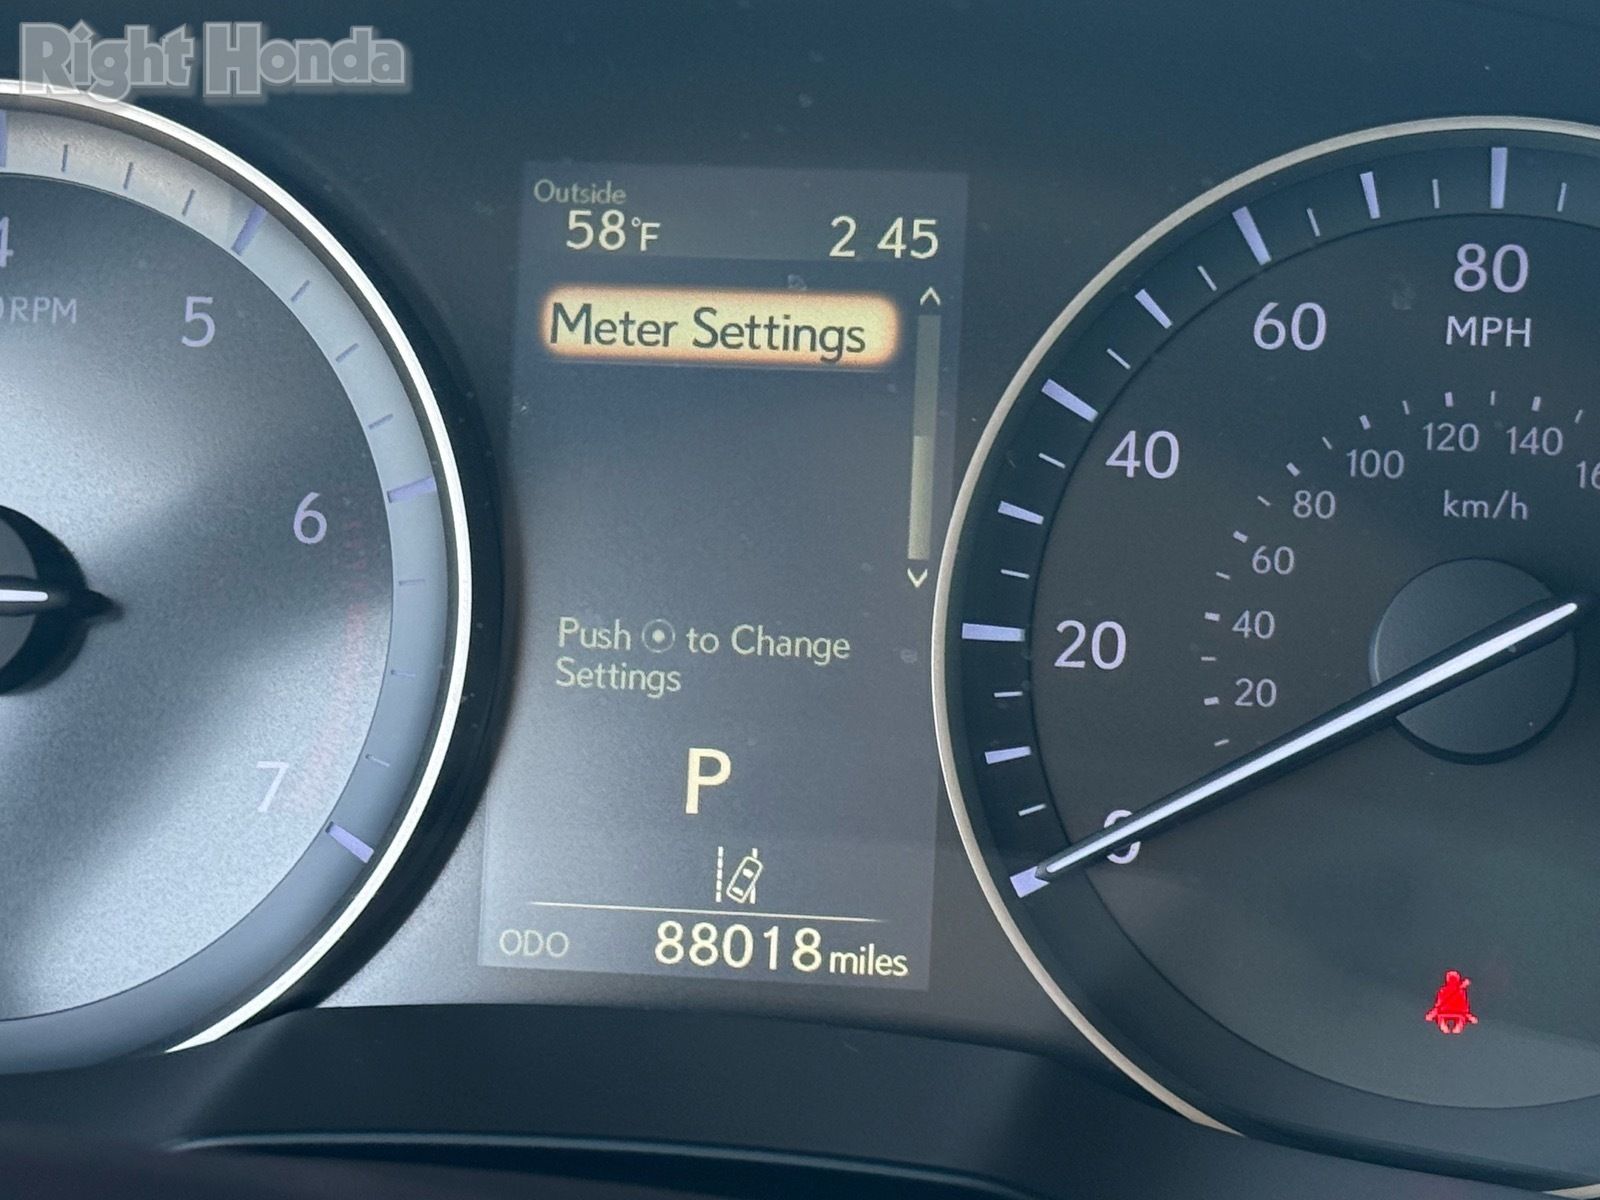 Right Honda
Outside
58°F 2 45
Meter Settings
Push to Change
Settings
P
ODO 88018 miles
4
5
RPM
6
7
80
MPH
60
40
20
0
120
140
100
80
km/h
60
40
20